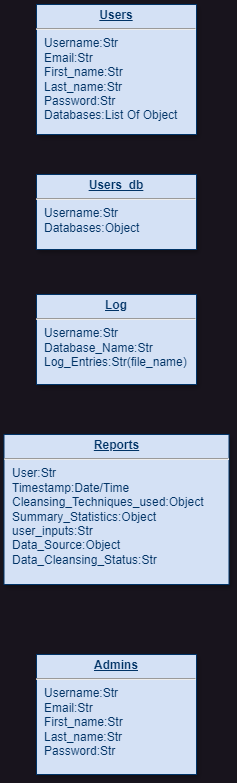 Users
Username:Str
Email:Str
First_name:Str
Last_name:Str
Password:Str
Databases:List Of Object
Users_db
Username:Str
Databases:Object
Log
Username:Str
Database_Name:Str
Log_Entries:Str(file_name)
Reports
User:Str
Timestamp:Date/Time
Cleansing_Techniques_used:Object
Summary_Statistics:Object
user_inputs:Str
Data_Source:Object
Data_Cleansing_Status:Str
Admins
Username:Str
Email:Str
First_name:Str
Last_name:Str
Password:Str